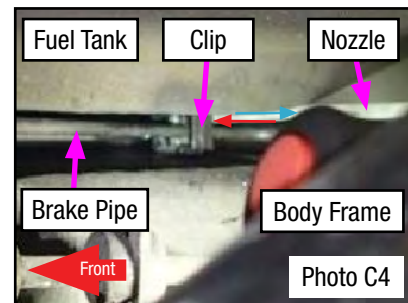 Fuel Tank
Clip
Nozzle
Brake Pipe
Body Frame
Front
Photo C4